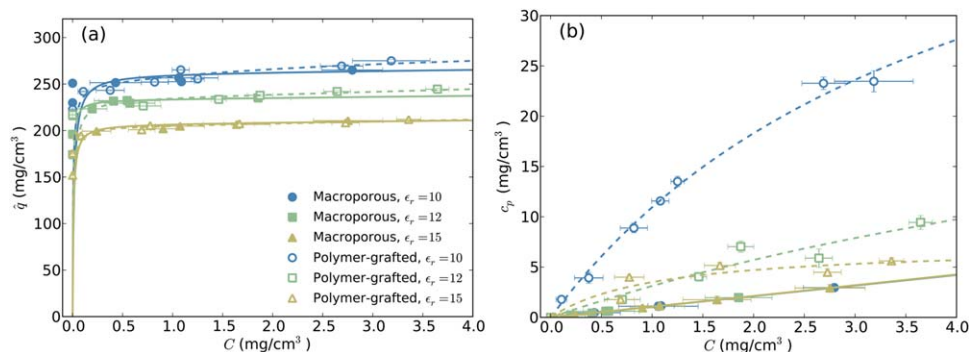 (a)
300
250
200
150
100
50
0
q̂ (mg/cm³)
Macroporous, ϵᵣ =10
Macroporous, ϵᵣ =12
Macroporous, ϵᵣ =15
Polymer-grafted, ϵᵣ =10
Polymer-grafted, ϵᵣ =12
Polymer-grafted, ϵᵣ =15
0.0 0.5 1.0 1.5 2.0 2.5 3.0 3.5 4.0
C (mg/cm³)
(b)
30
25
20
15
10
5
0
cₚ (mg/cm³)
0.0 0.5 1.0 1.5 2.0 2.5 3.0 3.5 4.0
C (mg/cm³)